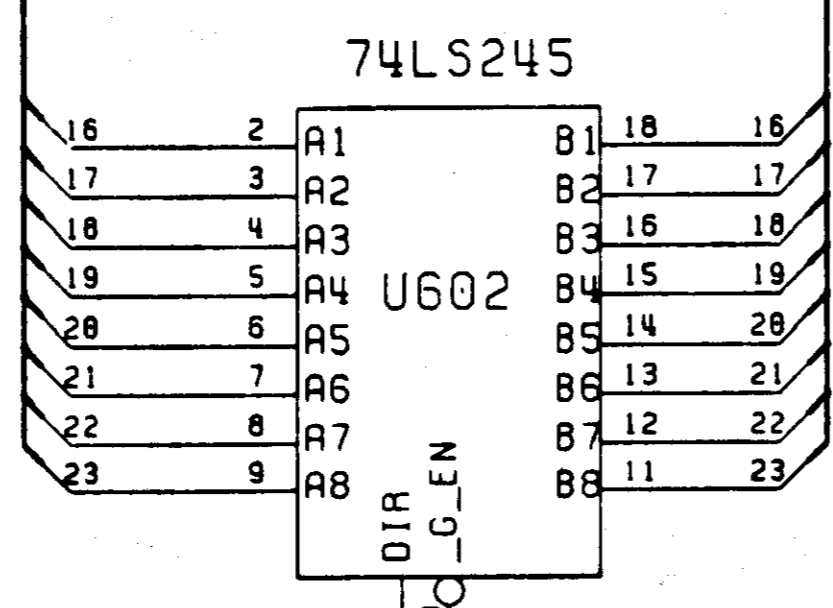 74LS245
16 2 A1 B1 18 16
17 3 A2 B2 17 17
18 4 A3 B3 16 18
19 5 A4 U602 B4 15 19
20 6 A5 B5 14 20
21 7 A6 B6 13 21
22 8 A7 B7 12 22
23 9 A8 B8 11 23
DIR
_G_EN